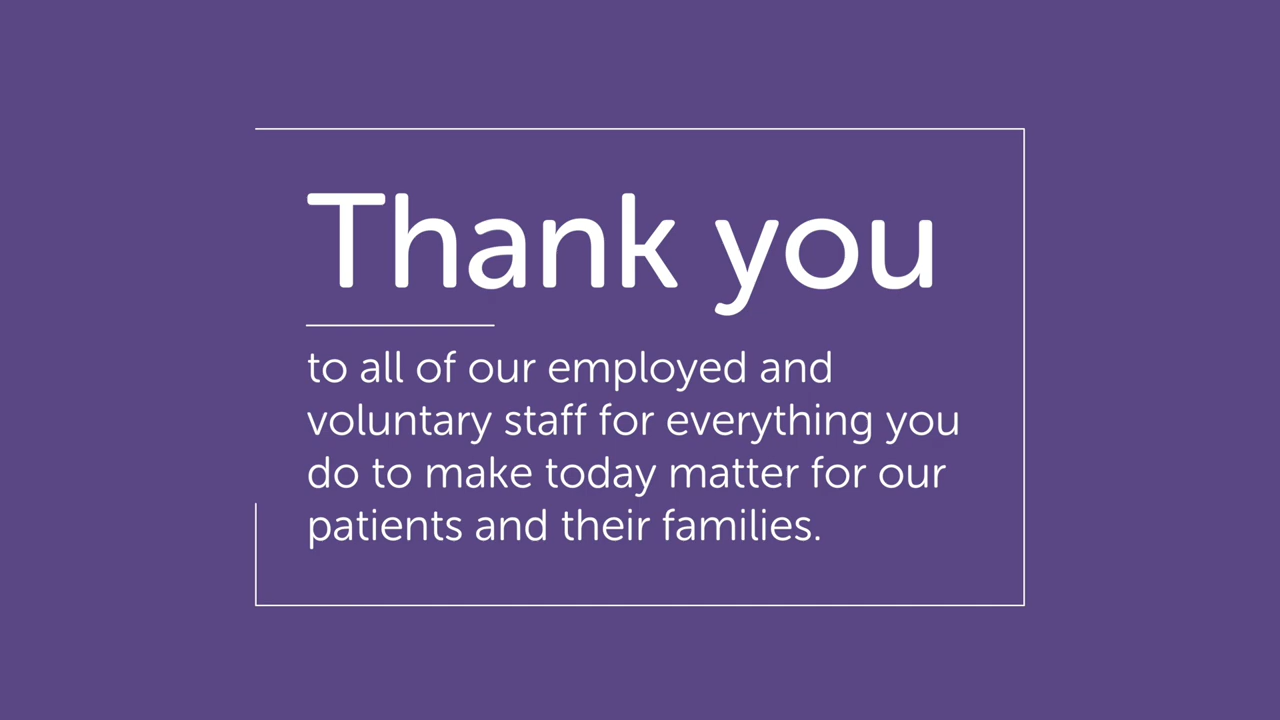 Thank you
to all of our employed and
voluntary staff for everything you
do to make today matter for our
patients and their families.